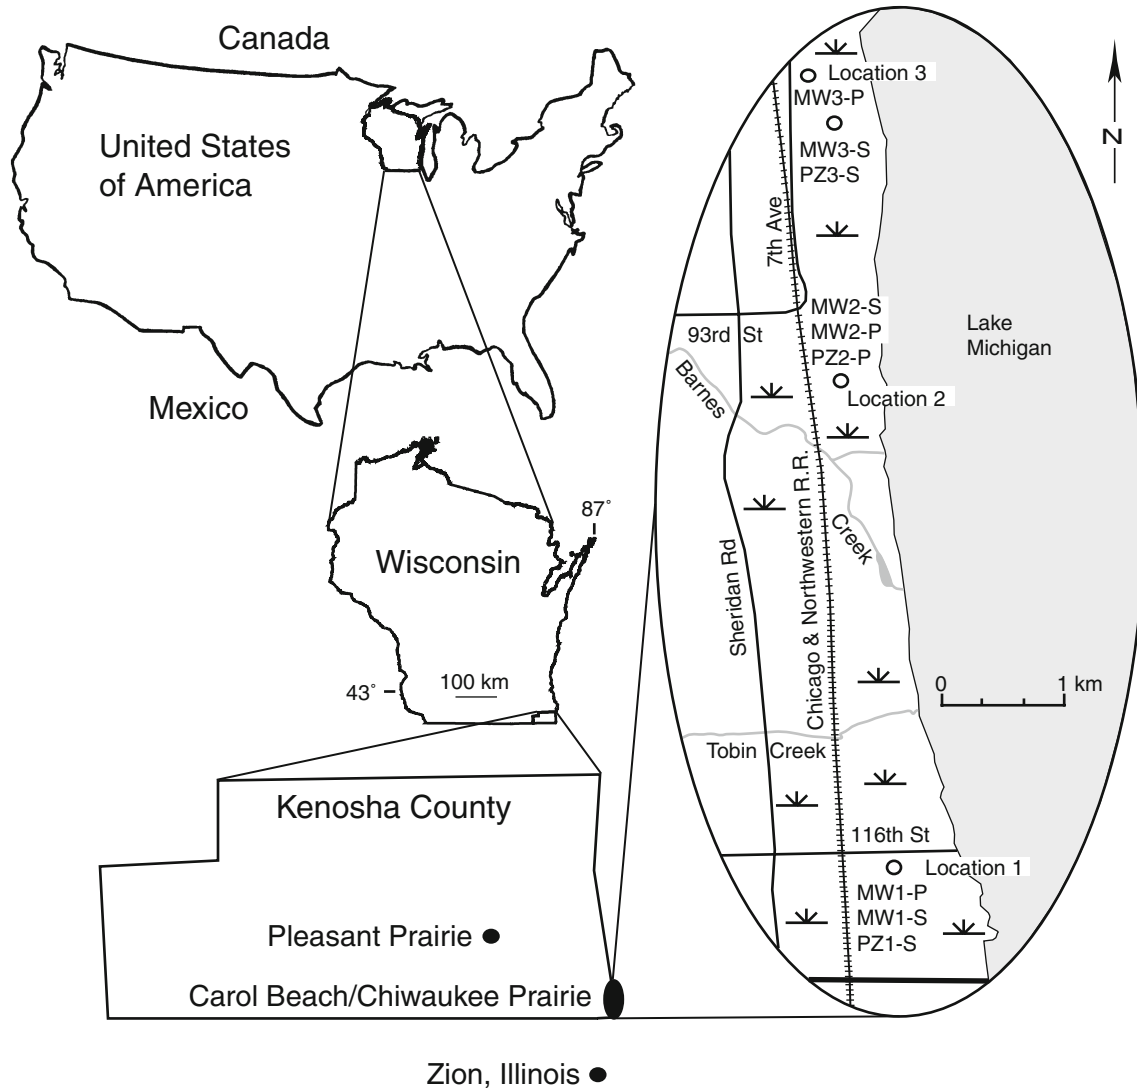 Canada
United States
of America
Mexico
Wisconsin
87°
43°
100 km
Kenosha County
Pleasant Prairie
Carol Beach/Chiwaukee Prairie
Zion, Illinois
Location 3
MW3-P
MW3-S
PZ3-S
N
7th Ave
MW2-S
MW2-P
PZ2-P
Location 2
93rd St
Barnes
Creek
Lake
Michigan
Sheridan Rd
Chicago & Northwestern R.R.
0 1 km
Tobin Creek
116th St
Location 1
MW1-P
MW1-S
PZ1-S